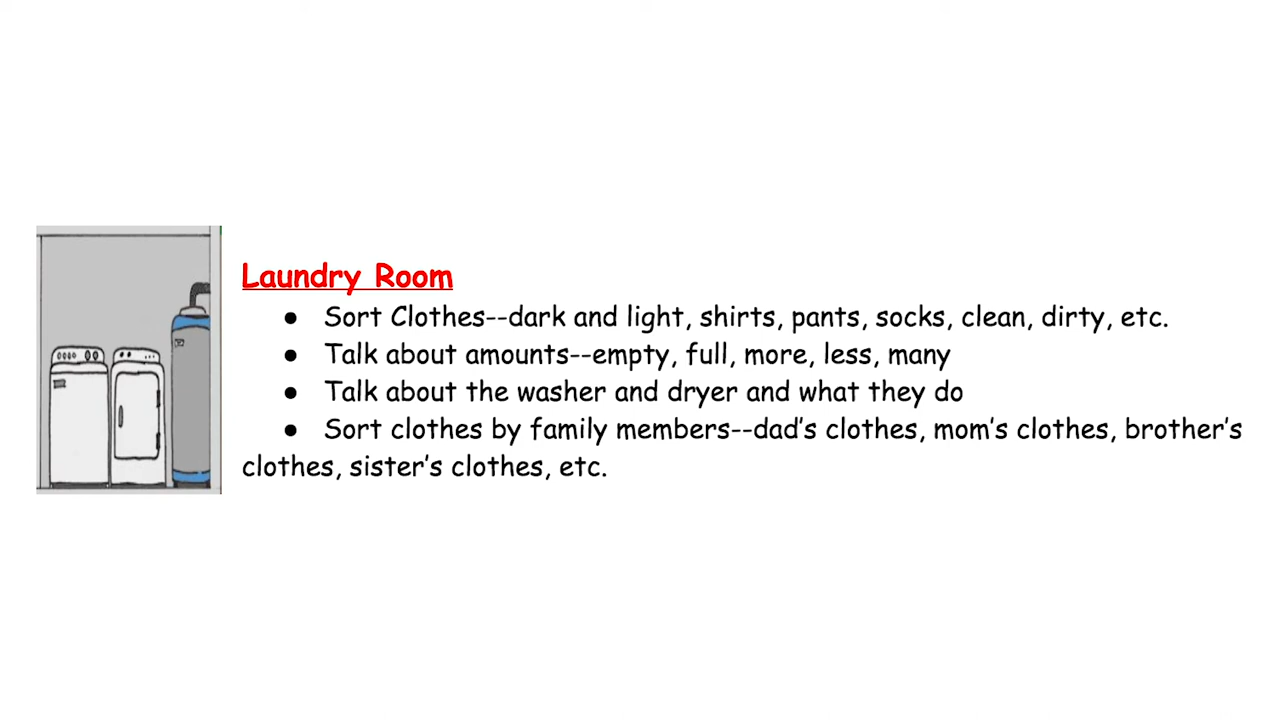 Laundry Room
● Sort Clothes--dark and light, shirts, pants, socks, clean, dirty, etc.
● Talk about amounts--empty, full, more, less, many
● Talk about the washer and dryer and what they do
● Sort clothes by family members--dad's clothes, mom's clothes, brother's
clothes, sister's clothes, etc.